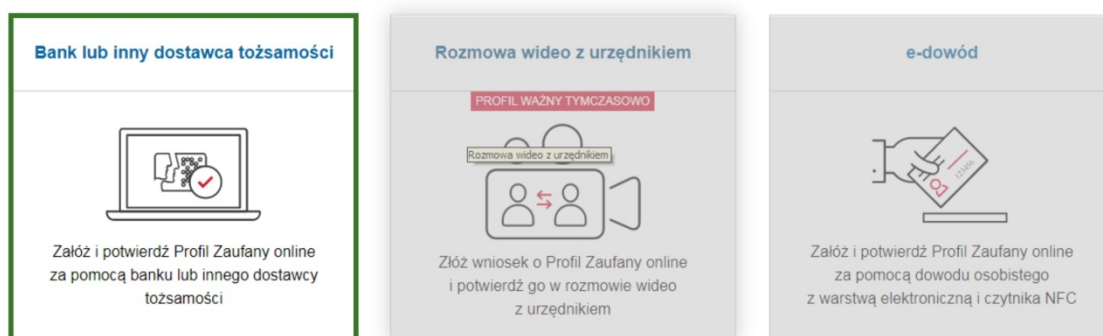 Bank lub inny dostawca tożsamości
Załóż i potwierdź Profil Zaufany online
za pomocą banku lub innego dostawcy
tożsamości
Rozmowa wideo z urzędnikiem
PROFIL WAŻNY TYMCZASOWO
Rozmowa wideo z urzędnikiem
Złóż wniosek o Profil Zaufany online
i potwierdź go w rozmowie wideo
z urzędnikiem
e-dowód
123456
Załóż i potwierdź Profil Zaufany online
za pomocą dowodu osobistego
z warstwą elektroniczną i czytnika NFC